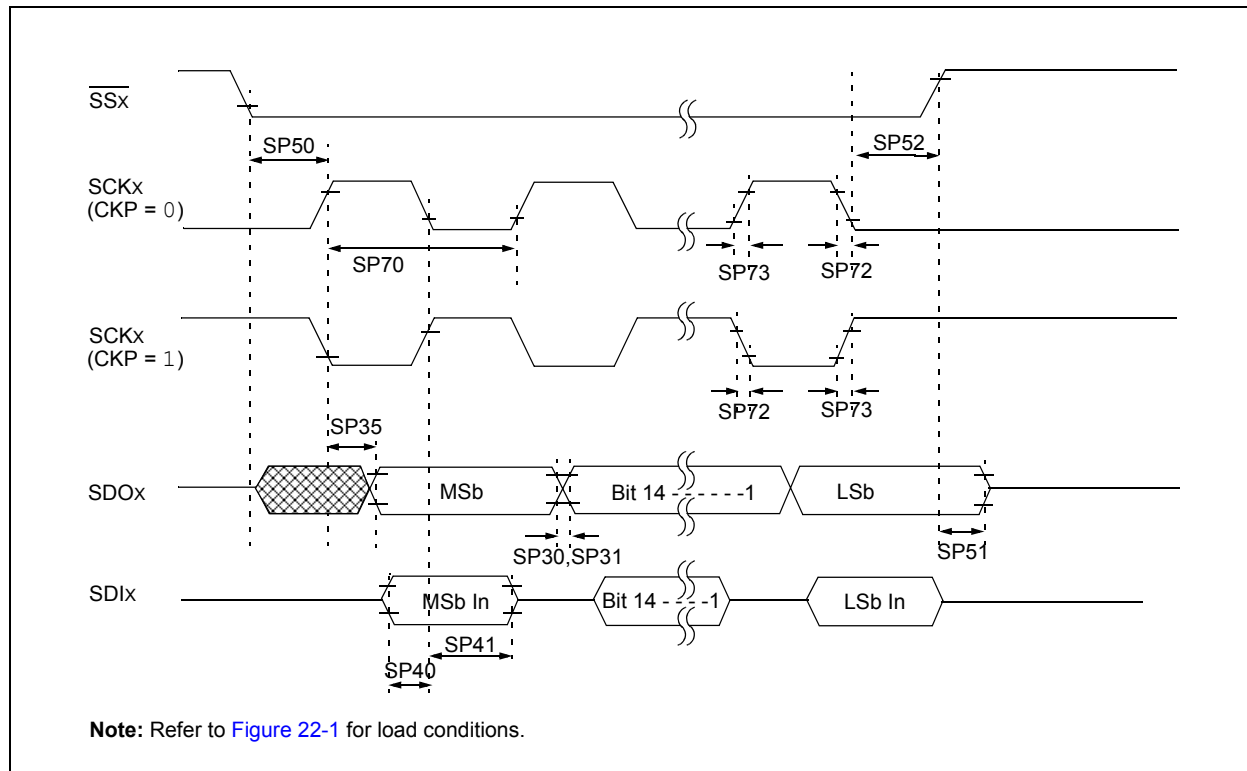 SSx
SP50
SP52
SCKx
(CKP = 0)
SP70
SP73
SP72
SCKx
(CKP = 1)
SP72
SP73
SP35
SDOx
MSb
Bit 14 - - - - - -1
LSb
SP30,SP31
SP51
SDIx
MSb In
Bit 14 - - - -1
LSb In
SP41
SP40
Note: Refer to Figure 22-1 for load conditions.